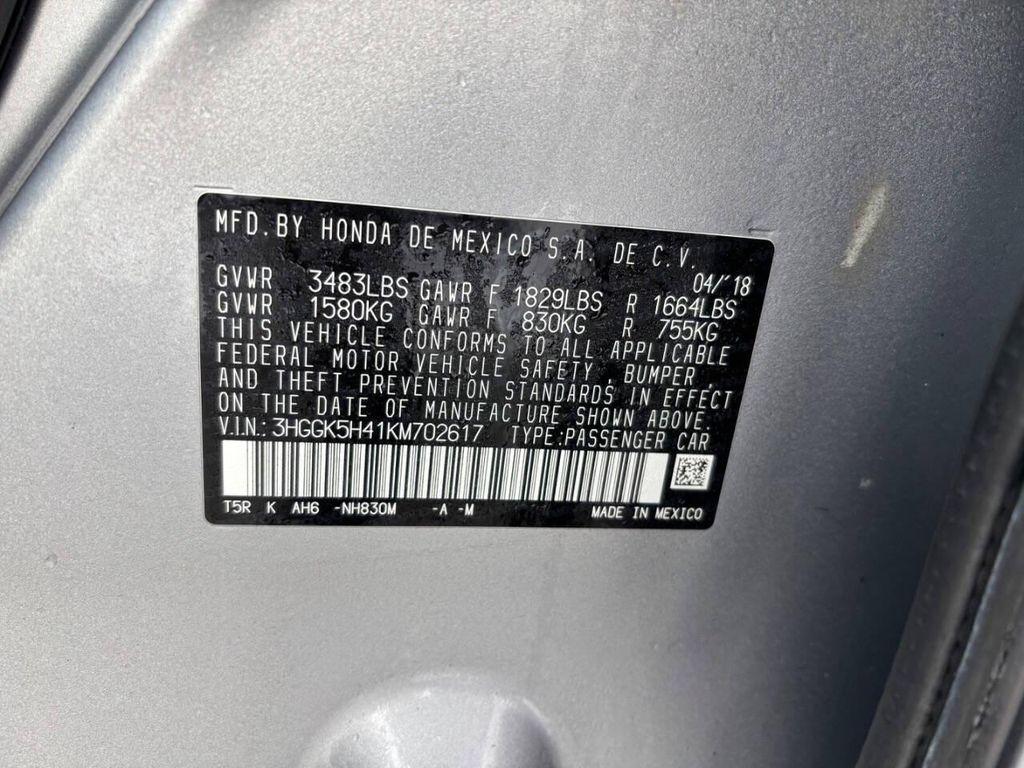 MFD. BY HONDA DE MEXICO S.A. DE C.V.
04/'18
GVWR 3483LBS GAWR F 1829LBS R 1664LBS
GVWR 1580KG GAWR F 830KG R 755KG
THIS VEHICLE CONFORMS TO ALL APPLICABLE
FEDERAL MOTOR VEHICLE SAFETY, BUMPER,
AND THEFT PREVENTION STANDARDS IN EFFECT
ON THE DATE OF MANUFACTURE SHOWN ABOVE.
V.I.N.: 3HGGK5H41KM702617 TYPE:PASSENGER CAR
T5R K AH6 -NH830M -A -M MADE IN MEXICO